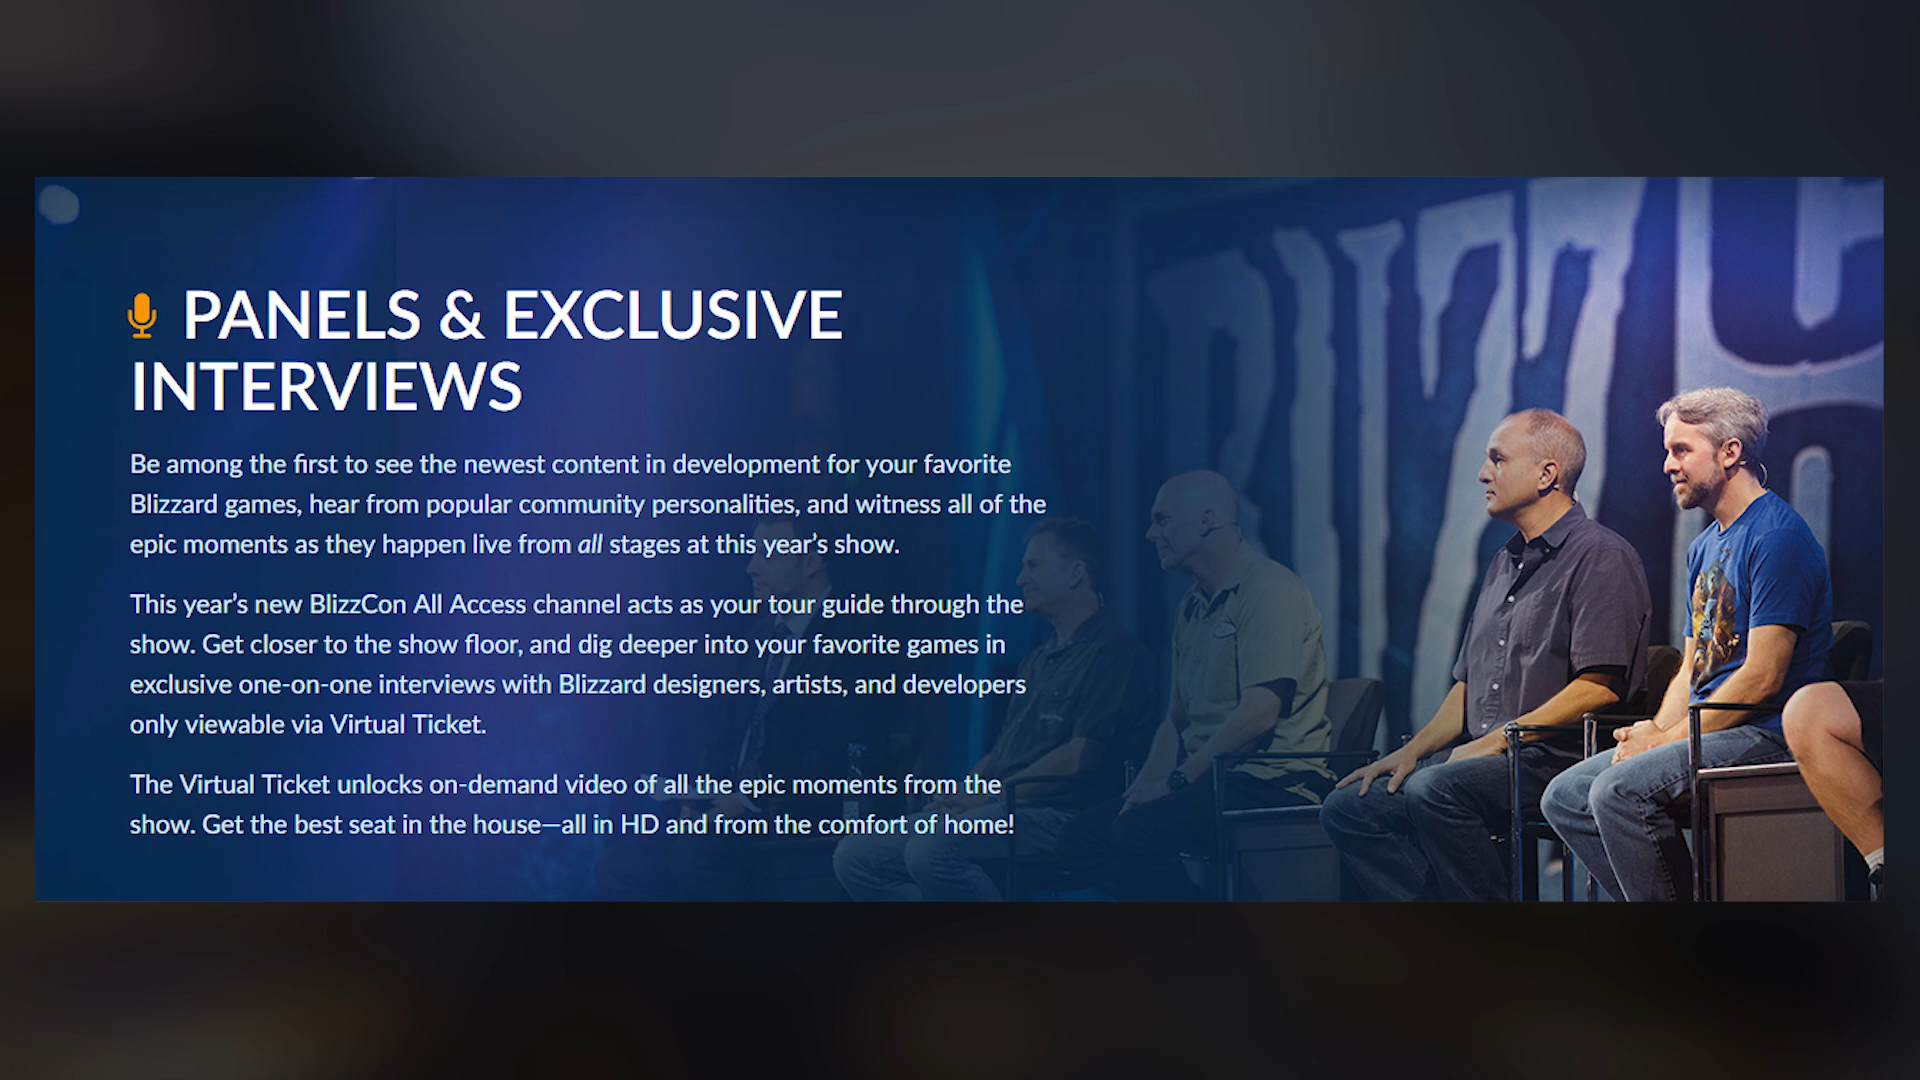 PANELS & EXCLUSIVE
INTERVIEWS
Be among the first to see the newest content in development for your favorite
Blizzard games, hear from popular community personalities, and witness all of the
epic moments as they happen live from all stages at this year's show.
This year's new BlizzCon All Access channel acts as your tour guide through the
show. Get closer to the show floor, and dig deeper into your favorite games in
exclusive one-on-one interviews with Blizzard designers, artists, and developers
only viewable via Virtual Ticket.
The Virtual Ticket unlocks on-demand video of all the epic moments from the
show. Get the best seat in the house—all in HD and from the comfort of home!
BLIZZC